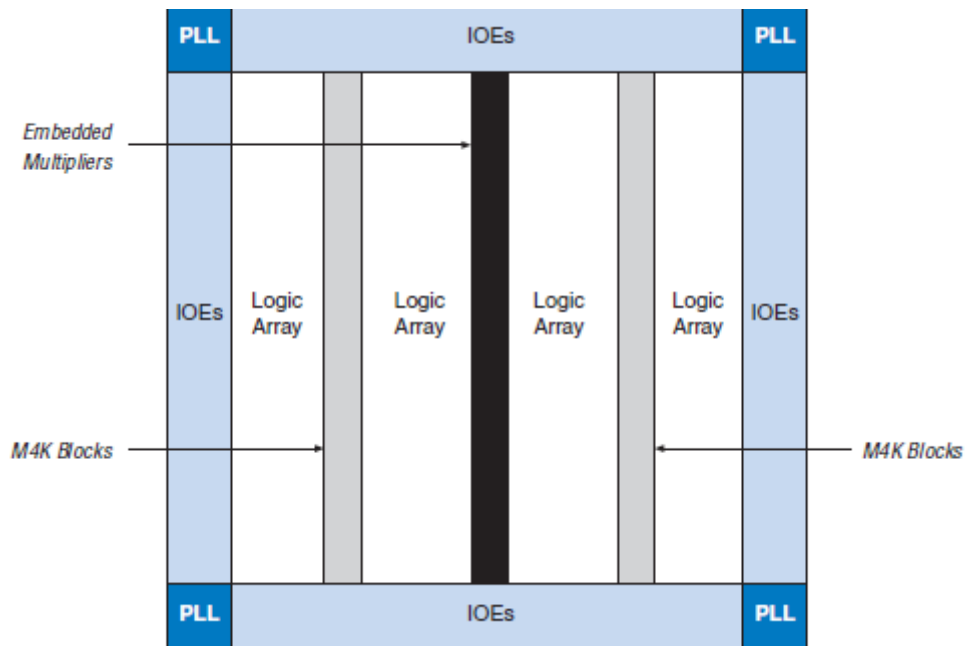 PLL
IOEs
PLL
Embedded
Multipliers
IOEs
Logic
Array
Logic
Array
Logic
Array
Logic
Array
IOEs
M4K Blocks
M4K Blocks
PLL
IOEs
PLL